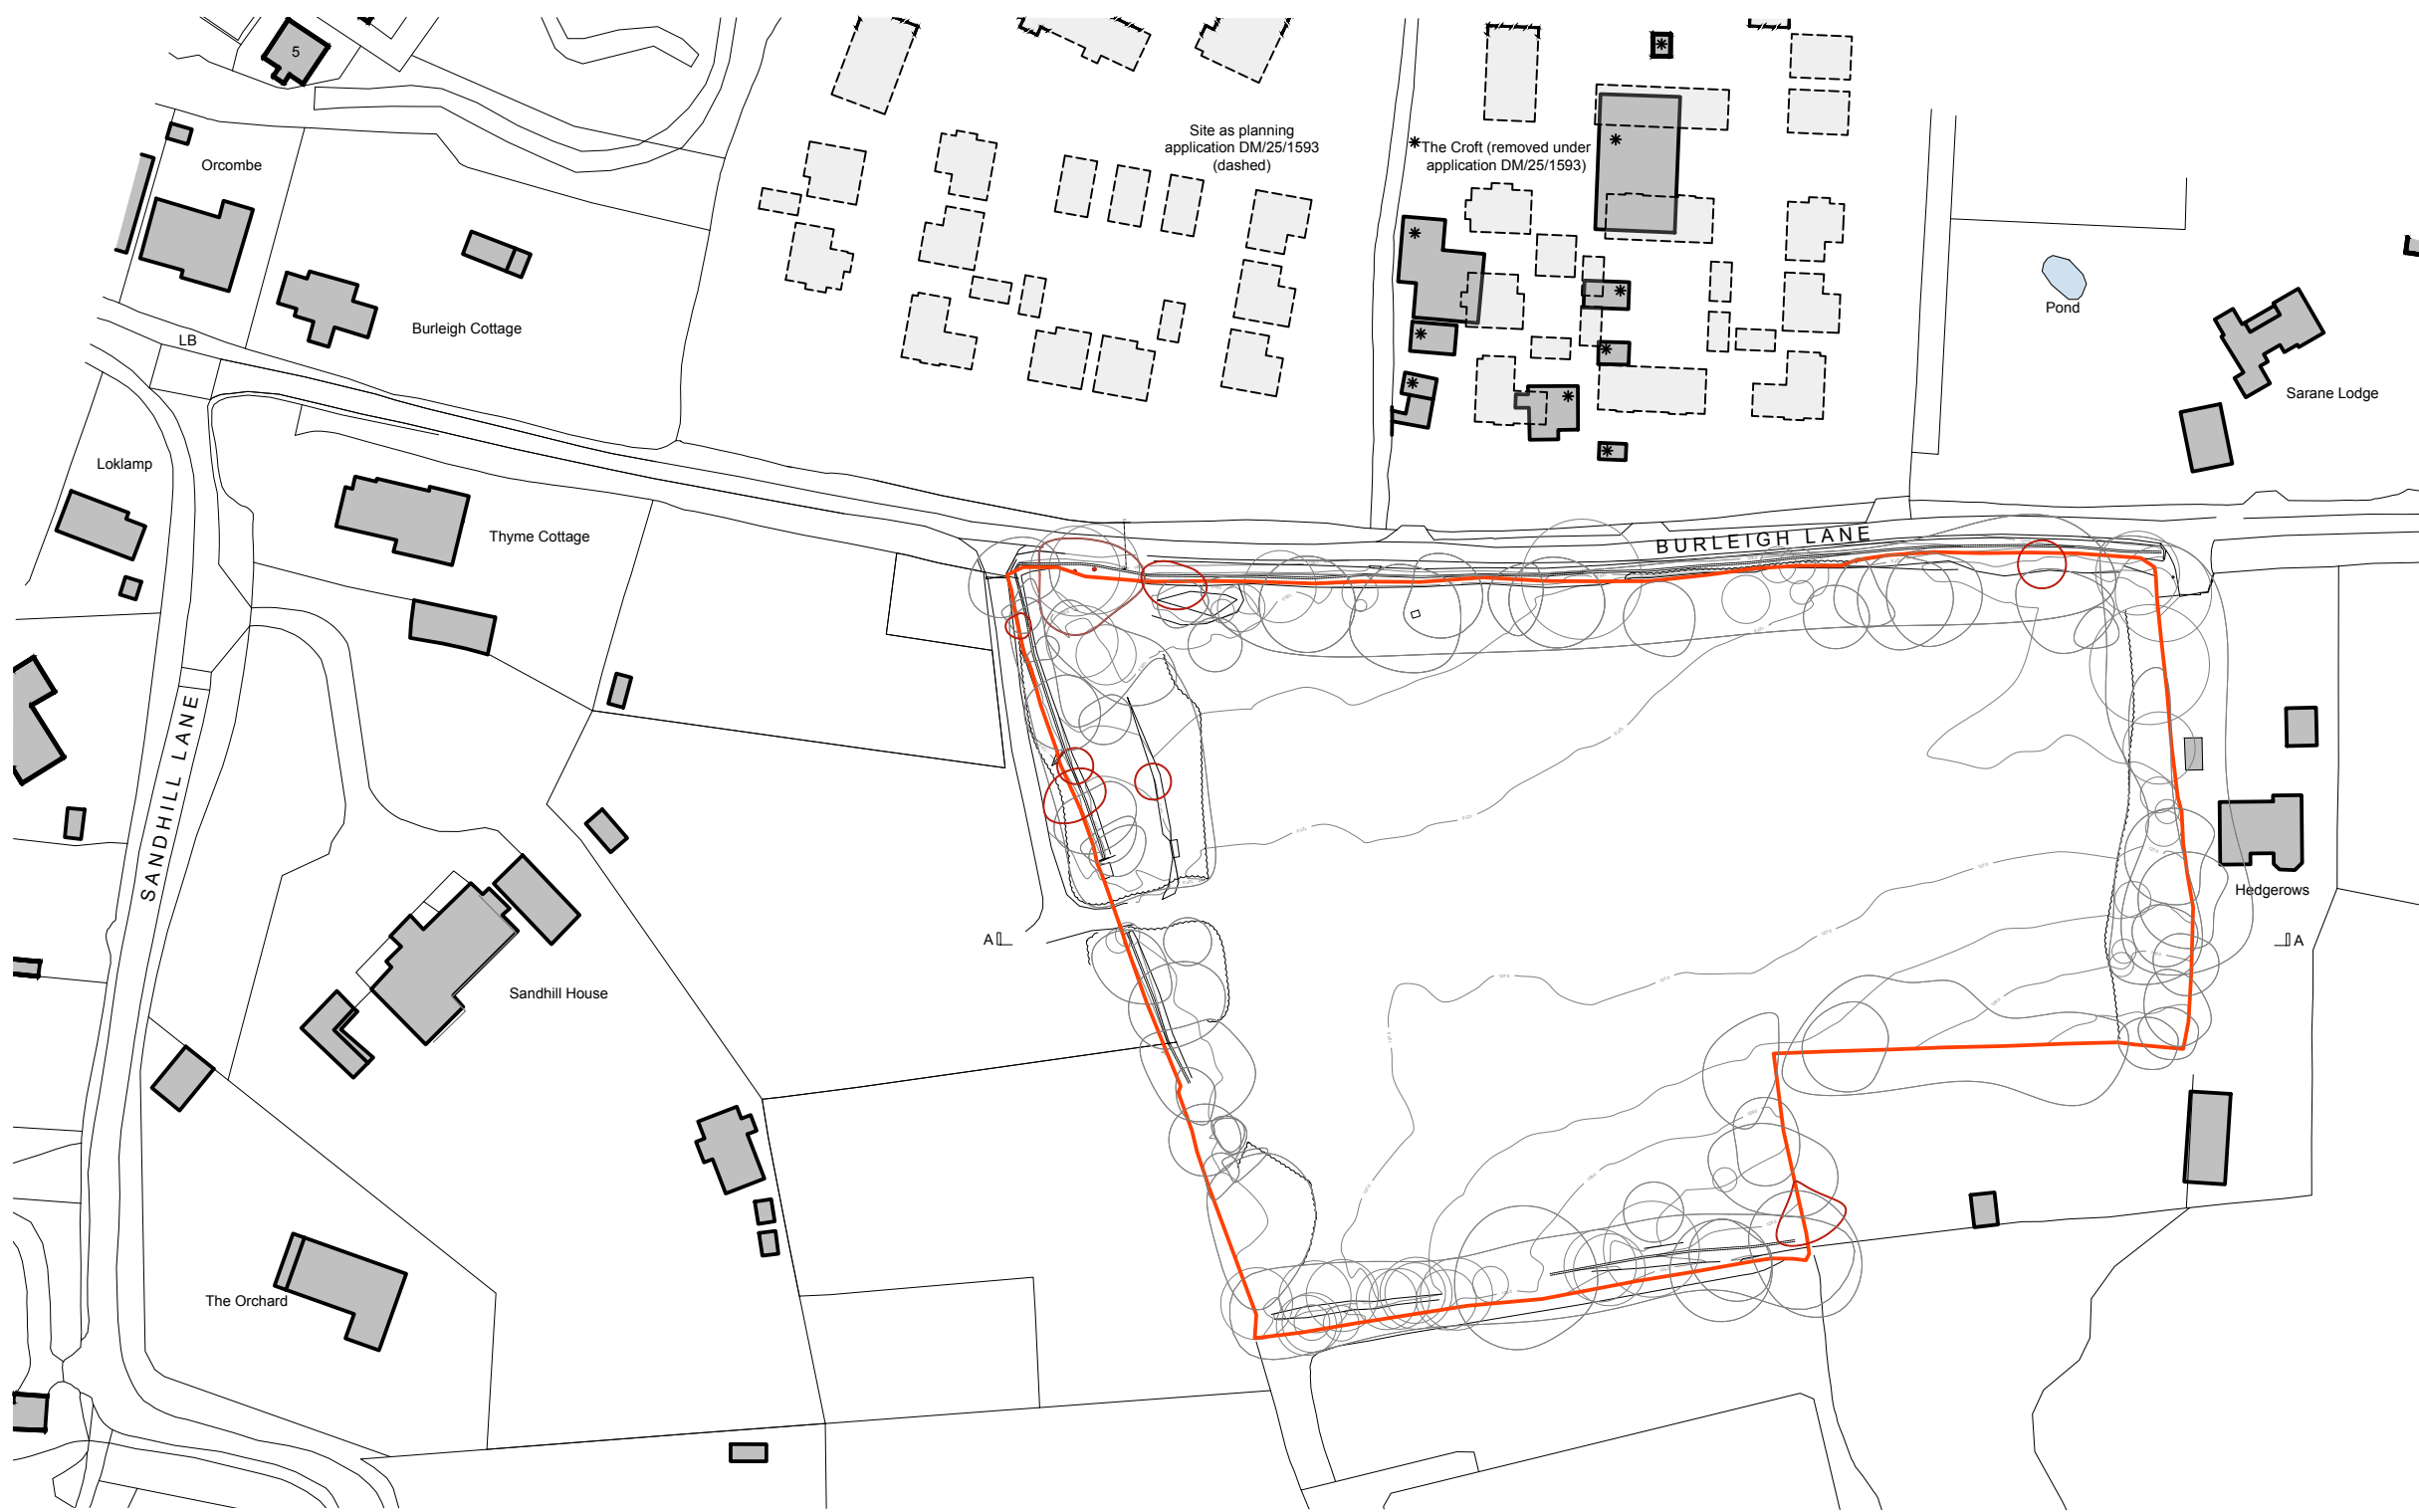 5
Orcombe
Site as planning
application DM/25/1593
(dashed)
The Croft (removed under
application DM/25/1593)
Burleigh Cottage
LB
Pond
Sarane Lodge
Loklamp
Thyme Cottage
BURLEIGH LANE
SANDHILL LANE
Hedgerows
A
A
Sandhill House
The Orchard